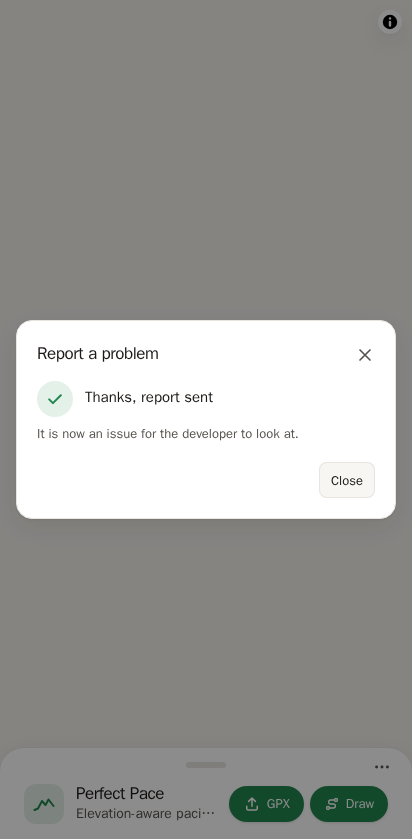 Report a problem
Thanks, report sent
It is now an issue for the developer to look at.
Close
Perfect Pace
Elevation-aware paci…
GPX
Draw